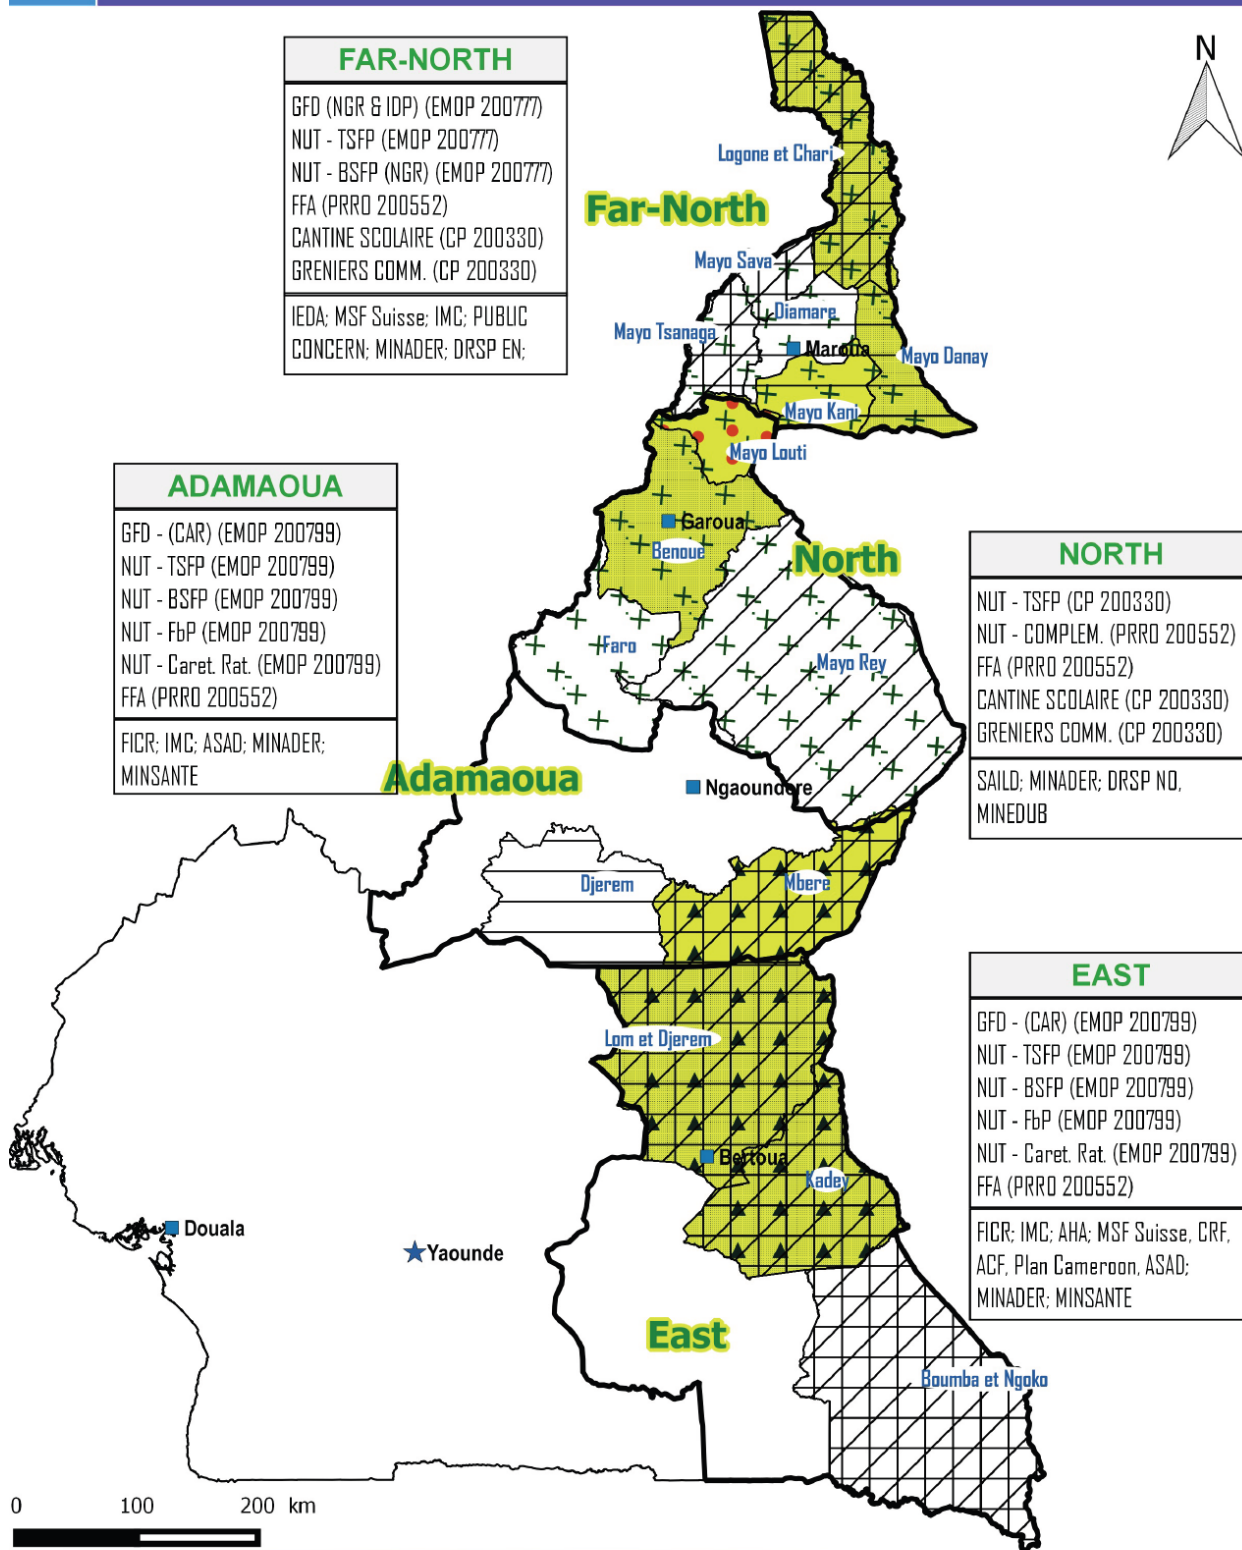 N
FAR-NORTH
GFD (NGR & IDP) (EMOP 200777)
NUT - TSFP (EMOP 200777)
NUT - BSFP (NGR) (EMOP 200777)
FFA (PRRO 200552)
CANTINE SCOLAIRE (CP 200330)
GRENIERS COMM. (CP 200330)
IEDA; MSF Suisse; IMC; PUBLIC
CONCERN; MINADER; DRSP EN;
Logone et Chari
Far-North
Mayo Sava
Diamare
Mayo Tsanaga
Maroua
Mayo Danay
Mayo Kani
Mayo Louti
ADAMAOUA
GFD - (CAR) (EMOP 200799)
NUT - TSFP (EMOP 200799)
NUT - BSFP (EMOP 200799)
NUT - FbP (EMOP 200799)
NUT - Caret. Rat. (EMOP 200799)
FFA (PRRO 200552)
FICR; IMC; ASAD; MINADER;
MINSANTE
Garoua
Benoue
North
Faro
Mayo Rey
NORTH
NUT - TSFP (CP 200330)
NUT - COMPLEM. (PRRO 200552)
FFA (PRRO 200552)
CANTINE SCOLAIRE (CP 200330)
GRENIERS COMM. (CP 200330)
SAILD; MINADER; DRSP NO,
MINEDUB
Adamaoua
Ngaoundere
Djerem
Mbere
EAST
GFD - (CAR) (EMOP 200799)
NUT - TSFP (EMOP 200799)
NUT - BSFP (EMOP 200799)
NUT - FbP (EMOP 200799)
NUT - Caret. Rat. (EMOP 200799)
FFA (PRRO 200552)
FICR; IMC; AHA; MSF Suisse, CRF,
ACF, Plan Cameroon, ASAD;
MINADER; MINSANTE
Lom et Djerem
Bertoua
Kadey
Douala
Yaounde
East
Boumba et Ngoko
0 100 200 km